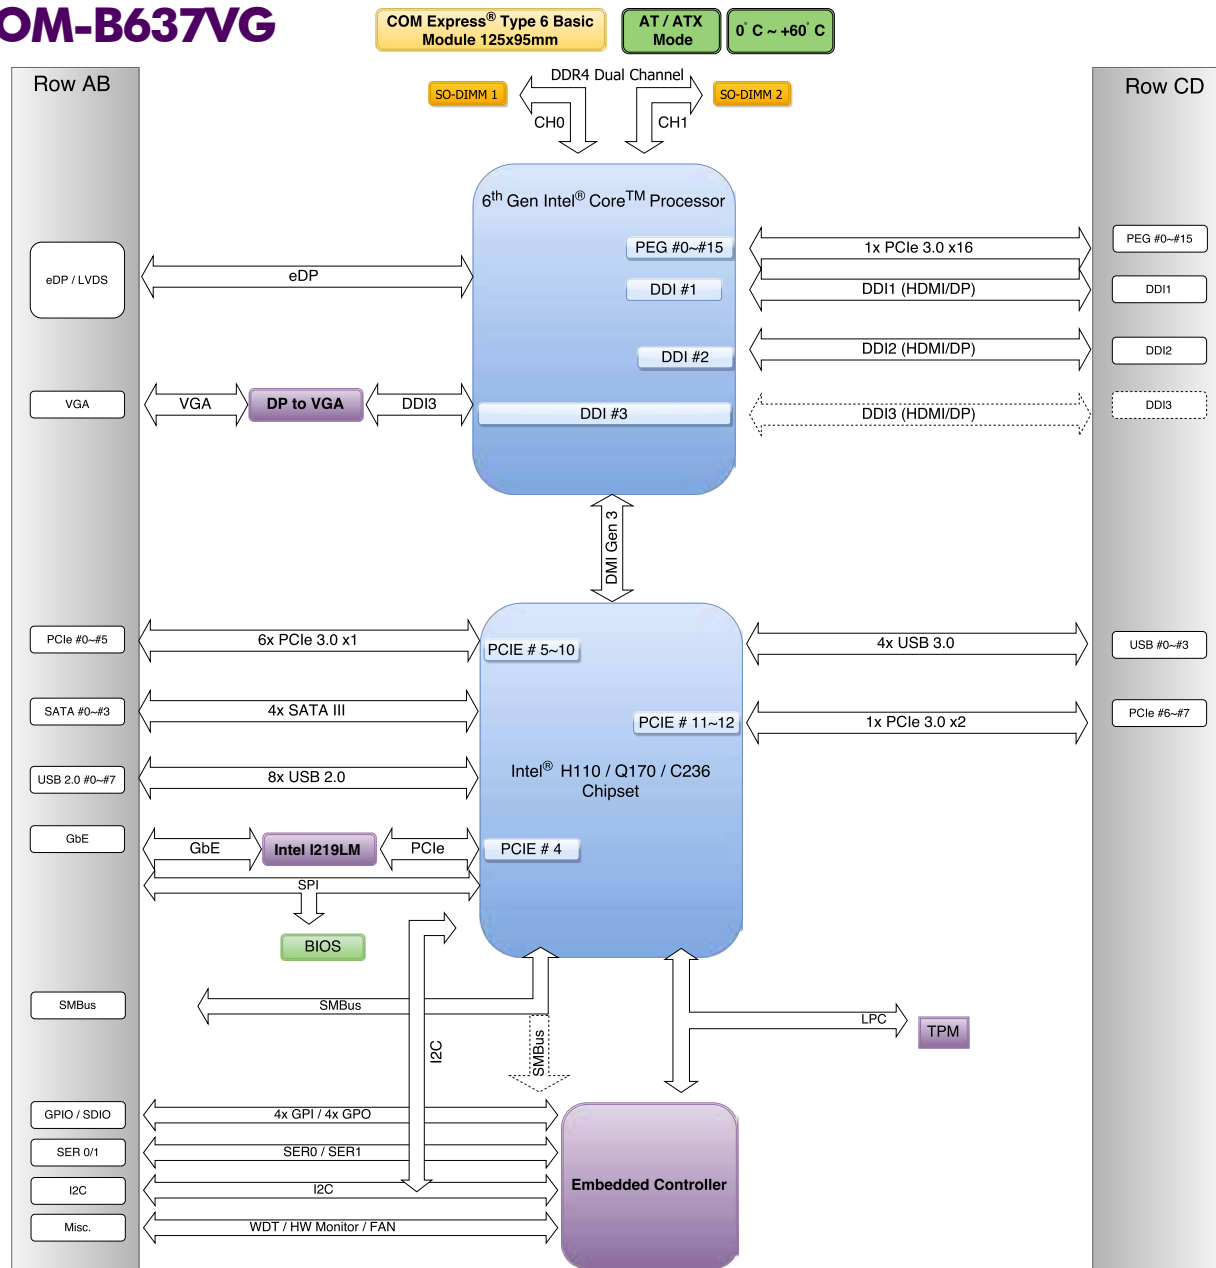 OM-B637VG
COM Express® Type 6 Basic
Module 125x95mm
AT / ATX
Mode
0° C ~ +60° C
Row AB
Row CD
DDR4 Dual Channel
SO-DIMM 1
SO-DIMM 2
CH0
CH1
6th Gen Intel® Core™ Processor
PEG #0~#15
1x PCIe 3.0 x16
PEG #0~#15
eDP / LVDS
eDP
DDI #1
DDI1 (HDMI/DP)
DDI1
DDI #2
DDI2 (HDMI/DP)
DDI2
VGA
VGA
DP to VGA
DDI3
DDI #3
DDI3 (HDMI/DP)
DDI3
DMI Gen 3
PCIe #0~#5
6x PCIe 3.0 x1
PCIE # 5~10
4x USB 3.0
USB #0~#3
SATA #0~#3
4x SATA III
PCIE # 11~12
1x PCIe 3.0 x2
PCIe #6~#7
USB 2.0 #0~#7
8x USB 2.0
Intel® H110 / Q170 / C236
Chipset
GbE
GbE
Intel I219LM
PCIe
PCIE # 4
SPI
BIOS
SMBus
SMBus
SMBus
I2C
LPC
TPM
GPIO / SDIO
4x GPI / 4x GPO
SER 0/1
SER0 / SER1
I2C
I2C
Embedded Controller
Misc.
WDT / HW Monitor / FAN